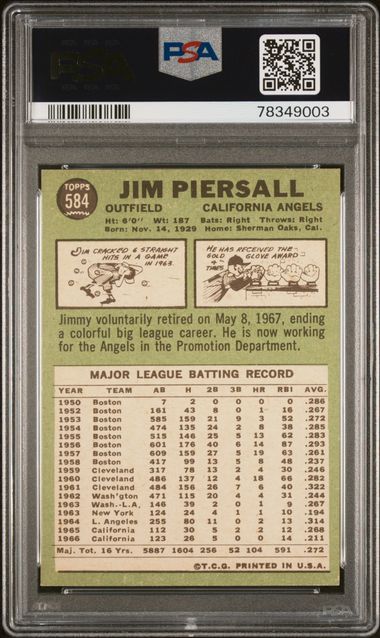 PSA
PSA
78349003
TOPPS
584
JIM PIERSALL
OUTFIELD CALIFORNIA ANGELS
Ht: 6'0" Wt: 187 Bats: Right Throws: Right
Born: Nov. 14, 1929 Home: Sherman Oaks, Cal.
JIM CRACKED 6 STRAIGHT
HITS IN A GAME
IN 1963.
HE HAS RECEIVED THE
GOLD GLOVE AWARD
TIMES
Jimmy voluntarily retired on May 8, 1967, ending
a colorful big league career. He is now working
for the Angels in the Promotion Department.
MAJOR LEAGUE BATTING RECORD
YEAR TEAM AB H 2B 3B HR RBI AVG.
1950 Boston 7 2 0 0 0 0 .286
1952 Boston 161 43 8 0 1 16 .267
1953 Boston 585 159 21 9 3 52 .272
1954 Boston 474 135 24 2 8 38 .285
1955 Boston 515 146 25 5 13 62 .283
1956 Boston 601 176 40 6 14 87 .293
1957 Boston 609 159 27 5 19 63 .261
1958 Boston 417 99 13 5 8 48 .237
1959 Cleveland 317 78 13 2 4 30 .246
1960 Cleveland 486 137 12 4 18 66 .282
1961 Cleveland 484 156 26 7 6 40 .322
1962 Wash'gton 471 115 20 4 4 31 .244
1963 Wash.-L.A. 146 39 2 0 1 9 .267
1963 New York 124 24 4 1 1 10 .194
1964 L. Angeles 255 80 11 0 2 13 .314
1965 California 112 30 5 2 2 12 .268
1966 California 123 26 5 0 0 14 .211
Maj. Tot. 16 Yrs. 5887 1604 256 52 104 591 .272
©T.C.G. PRINTED IN U.S.A.